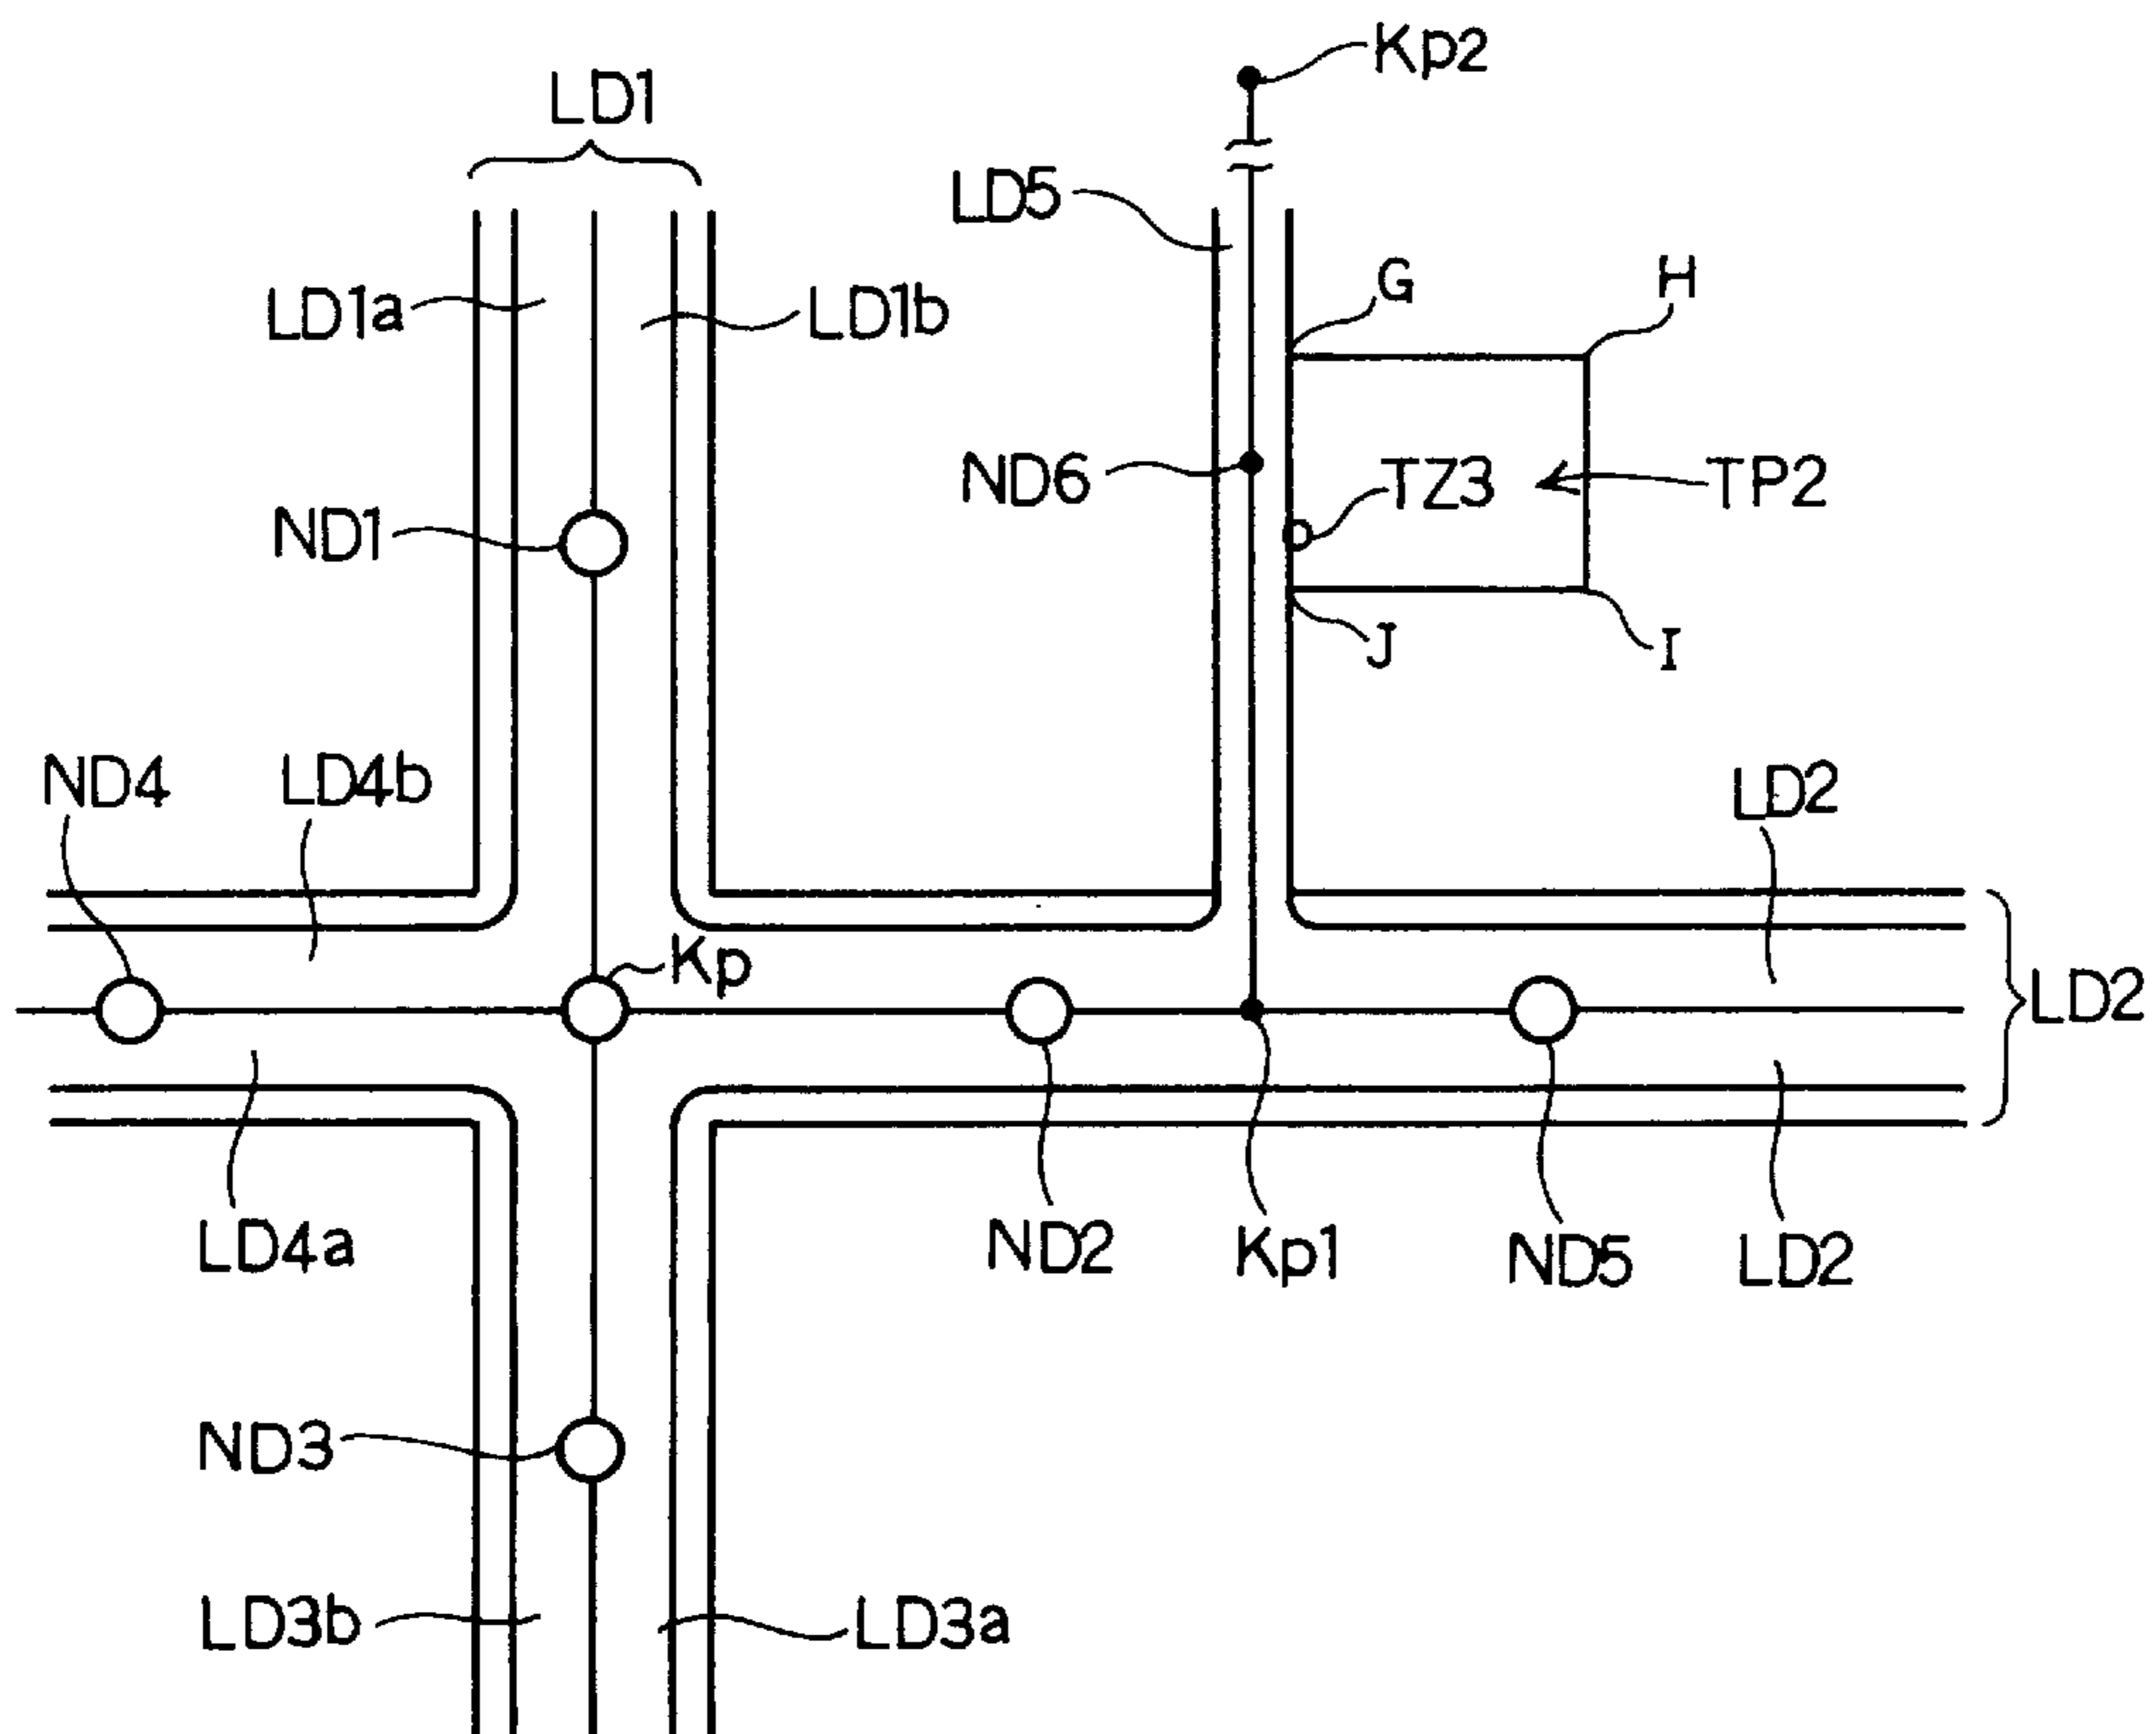 Kp2
LD1
LD5
G
H
LD1a
LD1b
ND6
TZ3
TP2
ND1
J
I
ND4
LD4b
LD2
Kp
LD2
LD4a
ND2
Kp1
ND5
LD2
ND3
LD3b
LD3a